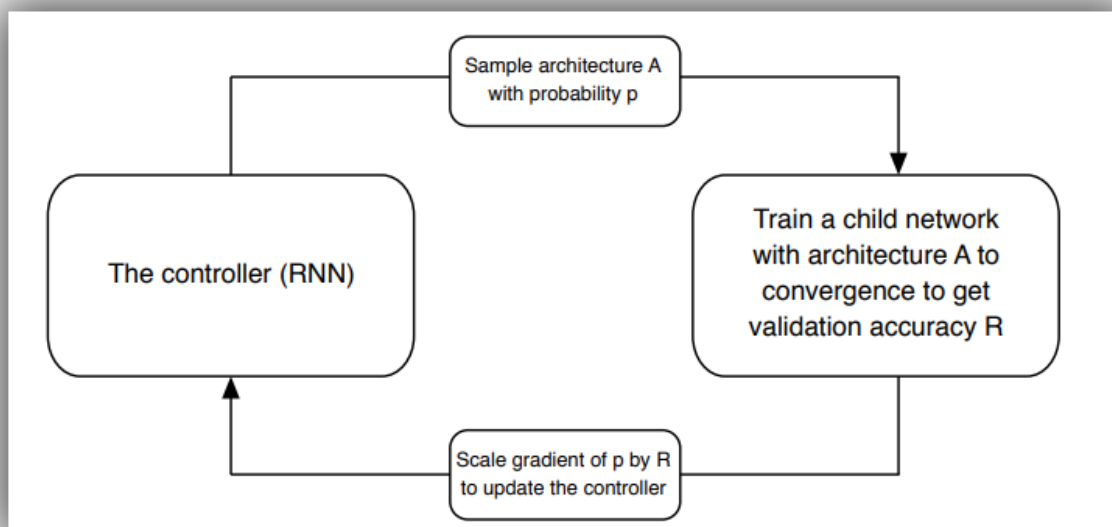 Sample architecture A
with probability p
The controller (RNN)
Train a child network
with architecture A to
convergence to get
validation accuracy R
Scale gradient of p by R
to update the controller